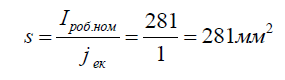 s = I_роб.ном / j_ек = 281 / 1 = 281мм²